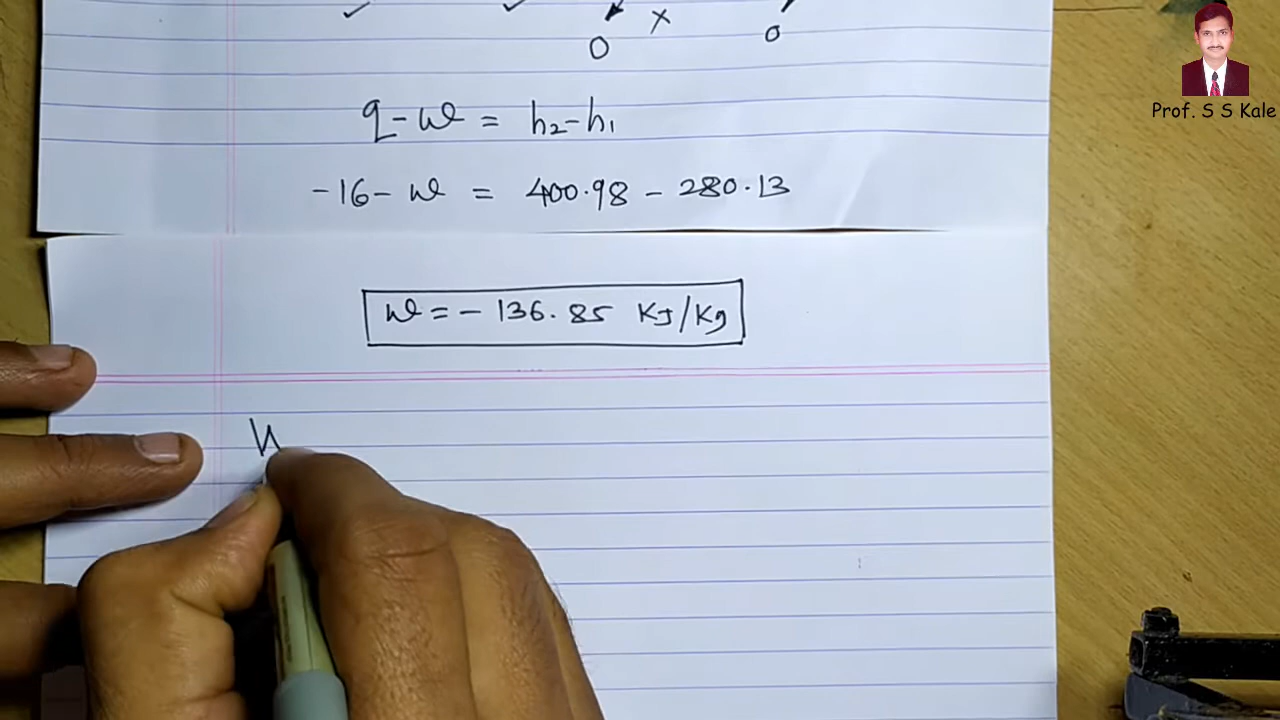 ✓ ✓ 0 × 0
Prof. S S Kale
q - w = h₂ - h₁
-16 - w = 400.98 - 280.13
w = - 136.85 KJ/Kg